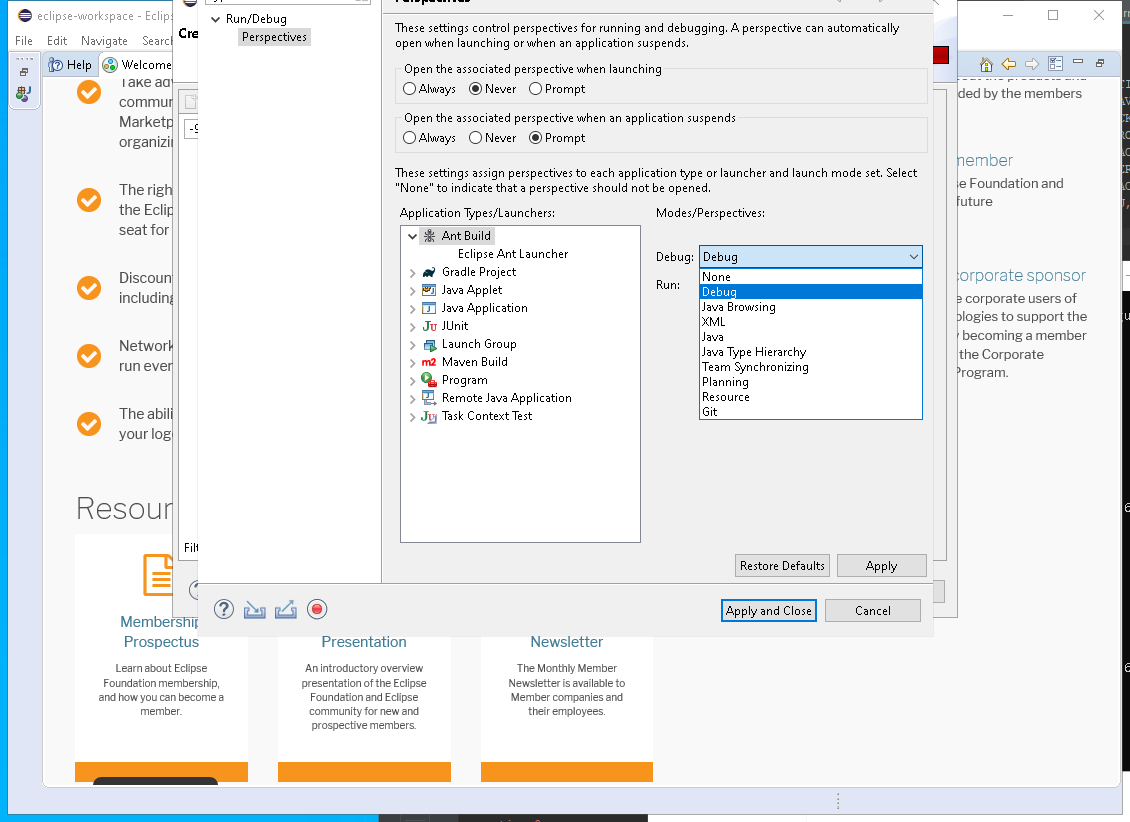 eclipse-workspace - Eclips
File Edit Navigate Search
Help
Welcome
Take adv
commun
Marketp
organizin
The righ
the Eclip
seat for
Discoun
including
Network
run even
The abili
your log
Resour
Membership
Prospectus
Learn about Eclipse
Foundation membership,
and how you can become a
member.
Presentation
An introductory overview
presentation of the Eclipse
Foundation and Eclipse
community for new and
prospective members.
Newsletter
The Monthly Member
Newsletter is available to
Member companies and
their employees.
Cre
Filt
Run/Debug
Perspectives
These settings control perspectives for running and debugging. A perspective can automatically
open when launching or when an application suspends.
Open the associated perspective when launching
Always Never Prompt
Open the associated perspective when an application suspends
Always Never Prompt
These settings assign perspectives to each application type or launcher and launch mode set. Select
"None" to indicate that a perspective should not be opened.
Application Types/Launchers:
Ant Build
Eclipse Ant Launcher
Gradle Project
Java Applet
Java Application
JUnit
Launch Group
Maven Build
Program
Remote Java Application
Task Context Test
Modes/Perspectives:
Debug: Debug
Run:
None
Debug
Java Browsing
XML
Java
Java Type Hierarchy
Team Synchronizing
Planning
Resource
Git
Restore Defaults
Apply
Apply and Close
Cancel
ded by the members
member
se Foundation and
future
corporate sponsor
e corporate users of
ologies to support the
y becoming a member
the Corporate
Program.